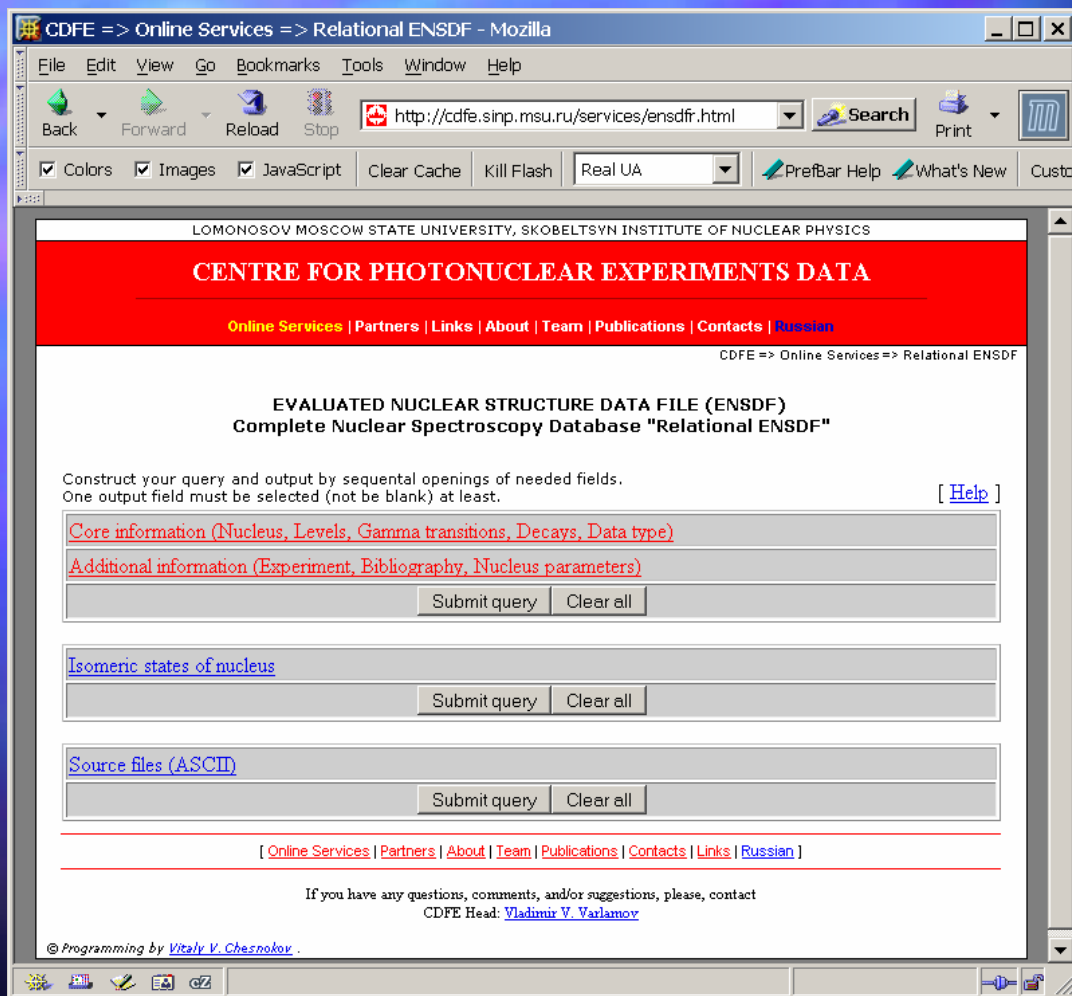 CDFE => Online Services => Relational ENSDF - Mozilla
File Edit View Go Bookmarks Tools Window Help
Back Forward Reload Stop http://cdfe.sinp.msu.ru/services/ensdfr.html Search Print
Colors Images JavaScript Clear Cache Kill Flash Real UA PrefBar Help What's New Custo
LOMONOSOV MOSCOW STATE UNIVERSITY, SKOBELTSYN INSTITUTE OF NUCLEAR PHYSICS
CENTRE FOR PHOTONUCLEAR EXPERIMENTS DATA
Online Services | Partners | Links | About | Team | Publications | Contacts | Russian
CDFE => Online Services => Relational ENSDF
EVALUATED NUCLEAR STRUCTURE DATA FILE (ENSDF)
Complete Nuclear Spectroscopy Database "Relational ENSDF"
Construct your query and output by sequental openings of needed fields.
One output field must be selected (not be blank) at least.
[ Help ]
Core information (Nucleus, Levels, Gamma transitions, Decays, Data type)
Additional information (Experiment, Bibliography, Nucleus parameters)
Submit query Clear all
Isomeric states of nucleus
Submit query Clear all
Source files (ASCII)
Submit query Clear all
[ Online Services | Partners | About | Team | Publications | Contacts | Links | Russian ]
If you have any questions, comments, and/or suggestions, please, contact
CDFE Head: Vladimir V. Varlamov
© Programming by Vitaly V. Chesnokov .
cZ